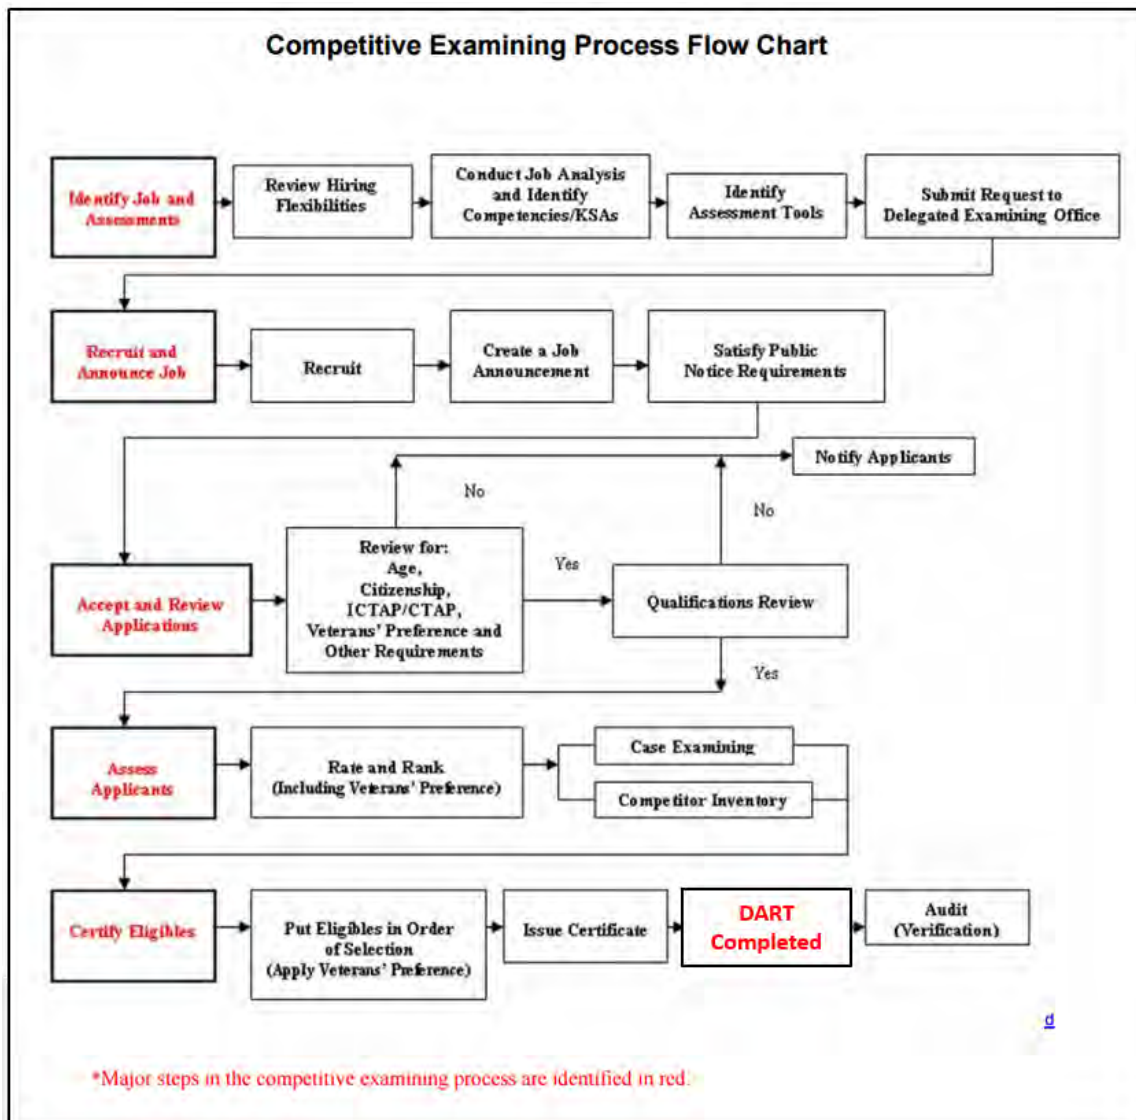 Competitive Examining Process Flow Chart
Identify Job and
Assessments
Review Hiring
Flexibilities
Conduct Job Analysis
and Identify
Competencies/KSAs
Identify
Assessment Tools
Submit Request to
Delegated Examining Office
Recruit and
Announce Job
Recruit
Create a Job
Announcement
Satisfy Public
Notice Requirements
Notify Applicants
No
No
Accept and Review
Applications
Review for:
Age,
Citizenship,
ICTAP/CTAP,
Veterans' Preference and
Other Requirements
Yes
Qualifications Review
Yes
Assess
Applicants
Rate and Rank
(Including Veterans' Preference)
Case Examining
Competitor Inventory
Certify Eligibles
Put Eligibles in Order
of Selection
(Apply Veterans' Preference)
Issue Certificate
DART
Completed
Audit
(Verification)
d
*Major steps in the competitive examining process are identified in red.